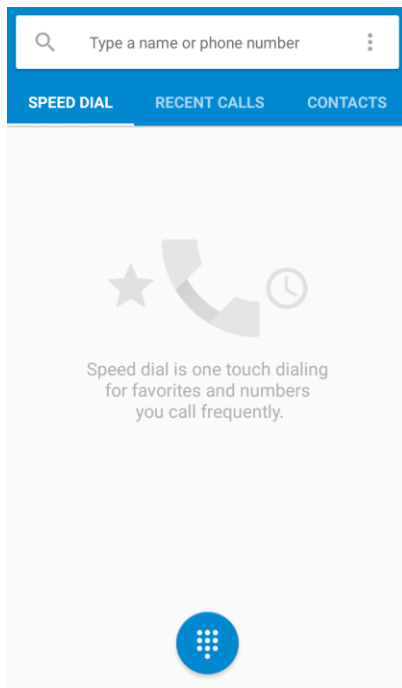 Type a name or phone number
SPEED DIAL RECENT CALLS CONTACTS
Speed dial is one touch dialing
for favorites and numbers
you call frequently.